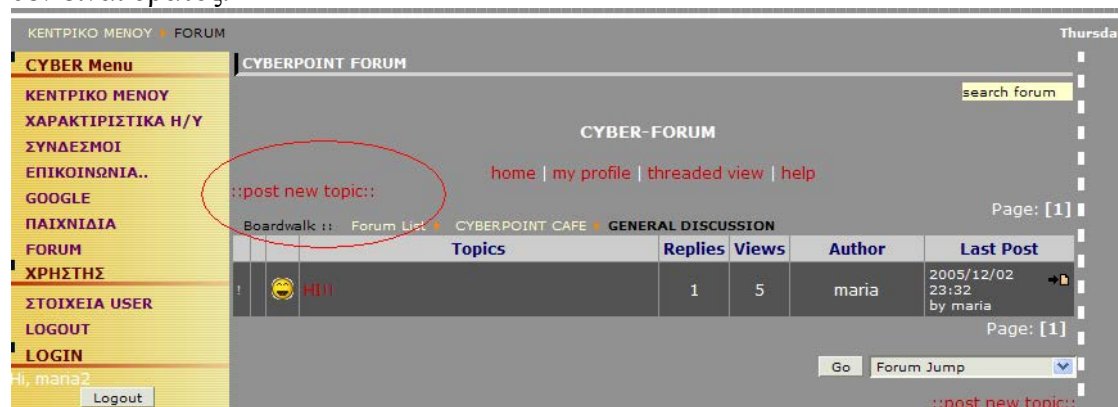 ΚΕΝΤΡΙΚΟ ΜΕΝΟΥ FORUM
Thursda
CYBER Menu
ΚΕΝΤΡΙΚΟ ΜΕΝΟΥ
ΧΑΡΑΚΤΙΡΙΣΤΙΚΑ Η/Υ
ΣΥΝΔΕΣΜΟΙ
ΕΠΙΚΟΙΝΩΝΙΑ..
GOOGLE
ΠΑΙΧΝΙΔΙΑ
FORUM
ΧΡΗΣΤΗΣ
ΣΤΟΙΧΕΙΑ USER
LOGOUT
LOGIN
Hi, maria2
Logout
CYBERPOINT FORUM
search forum
CYBER-FORUM
home | my profile | threaded view | help
::post new topic::
Page: [1]
Boardwalk :: Forum List CYBERPOINT CAFE GENERAL DISCUSSION
Topics Replies Views Author Last Post
! HI!! 1 5 maria 2005/12/02
23:32
by maria
Page: [1]
Go Forum Jump
::post new topic::